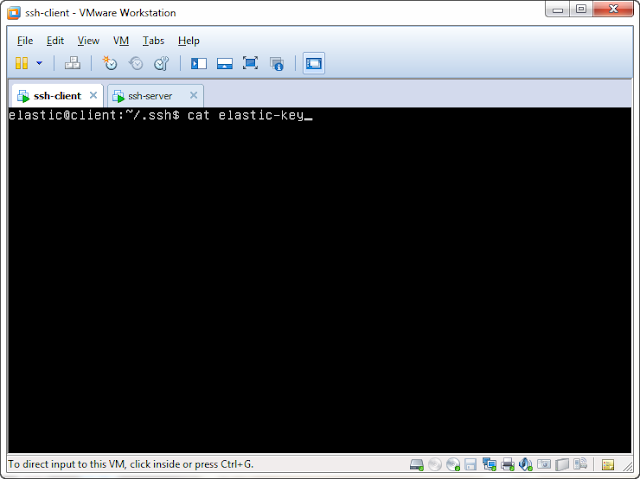 ssh-client - VMware Workstation
File Edit View VM Tabs Help
ssh-client ssh-server
elastic@client:~/.ssh$ cat elastic-key_
To direct input to this VM, click inside or press Ctrl+G.